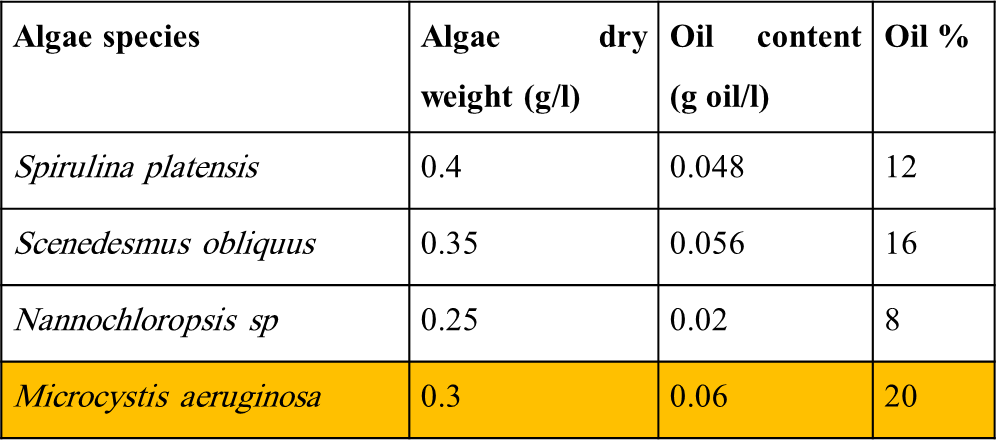 Algae species Algae dry weight (g/l) Oil content (g oil/l) Oil %
Spirulina platensis 0.4 0.048 12
Scenedesmus obliquus 0.35 0.056 16
Nannochloropsis sp 0.25 0.02 8
Microcystis aeruginosa 0.3 0.06 20